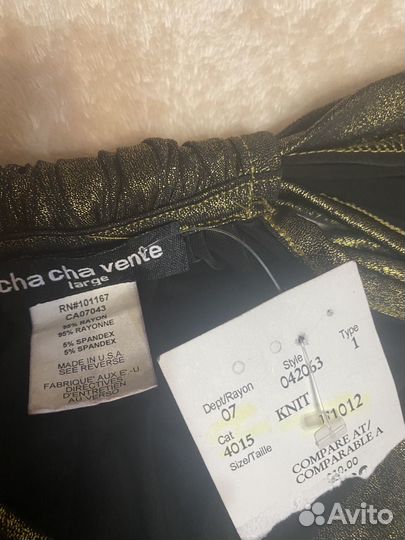 cha cha vente
large
RN#101167
CA07043
95% RAYON
95% RAYONNE
5% SPANDEX
5% SPANDEX
MADE IN U.S.A
SEE REVERSE
FABRIQUE AUX E'.-U.
DIRECTIVES
D'ENTRETIEN
AU VERSO
Dept/Rayon Style Type
07 042063 1
Cat KNIT 1012
4015
Size/Taille
COMPARE AT/
COMPARABLE A
.00
Avito